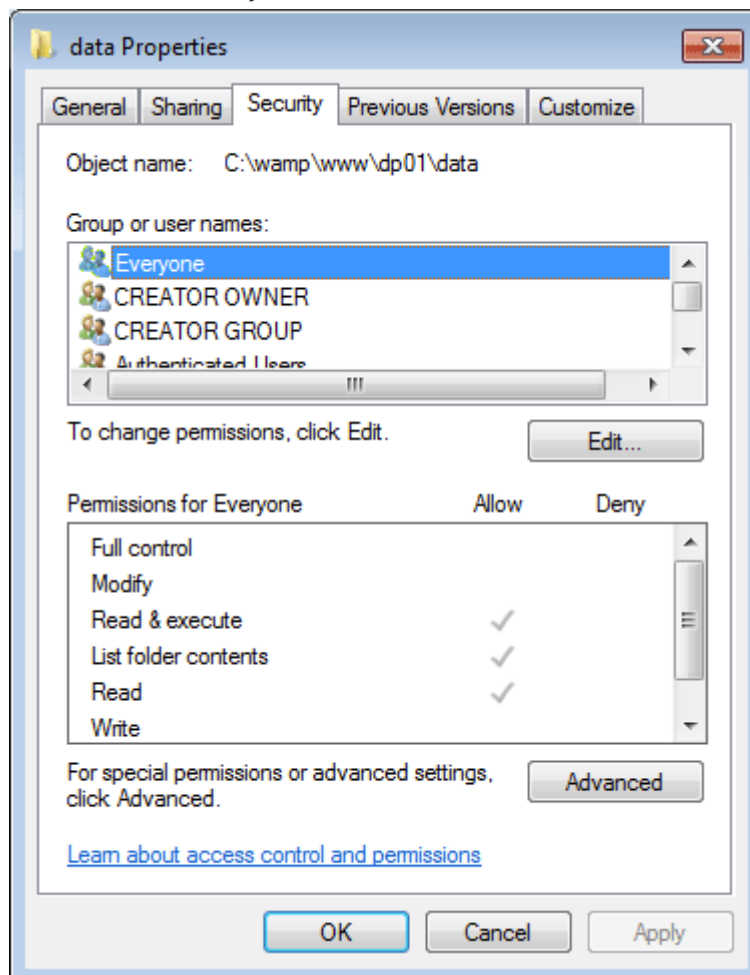 data Properties
General Sharing Security Previous Versions Customize
Object name: C:\wamp\www\dp01\data
Group or user names:
Everyone
CREATOR OWNER
CREATOR GROUP
Authenticated Users
To change permissions, click Edit.
Edit...
Permissions for Everyone Allow Deny
Full control
Modify
Read & execute
List folder contents
Read
Write
For special permissions or advanced settings,
click Advanced.
Advanced
Learn about access control and permissions
OK Cancel Apply